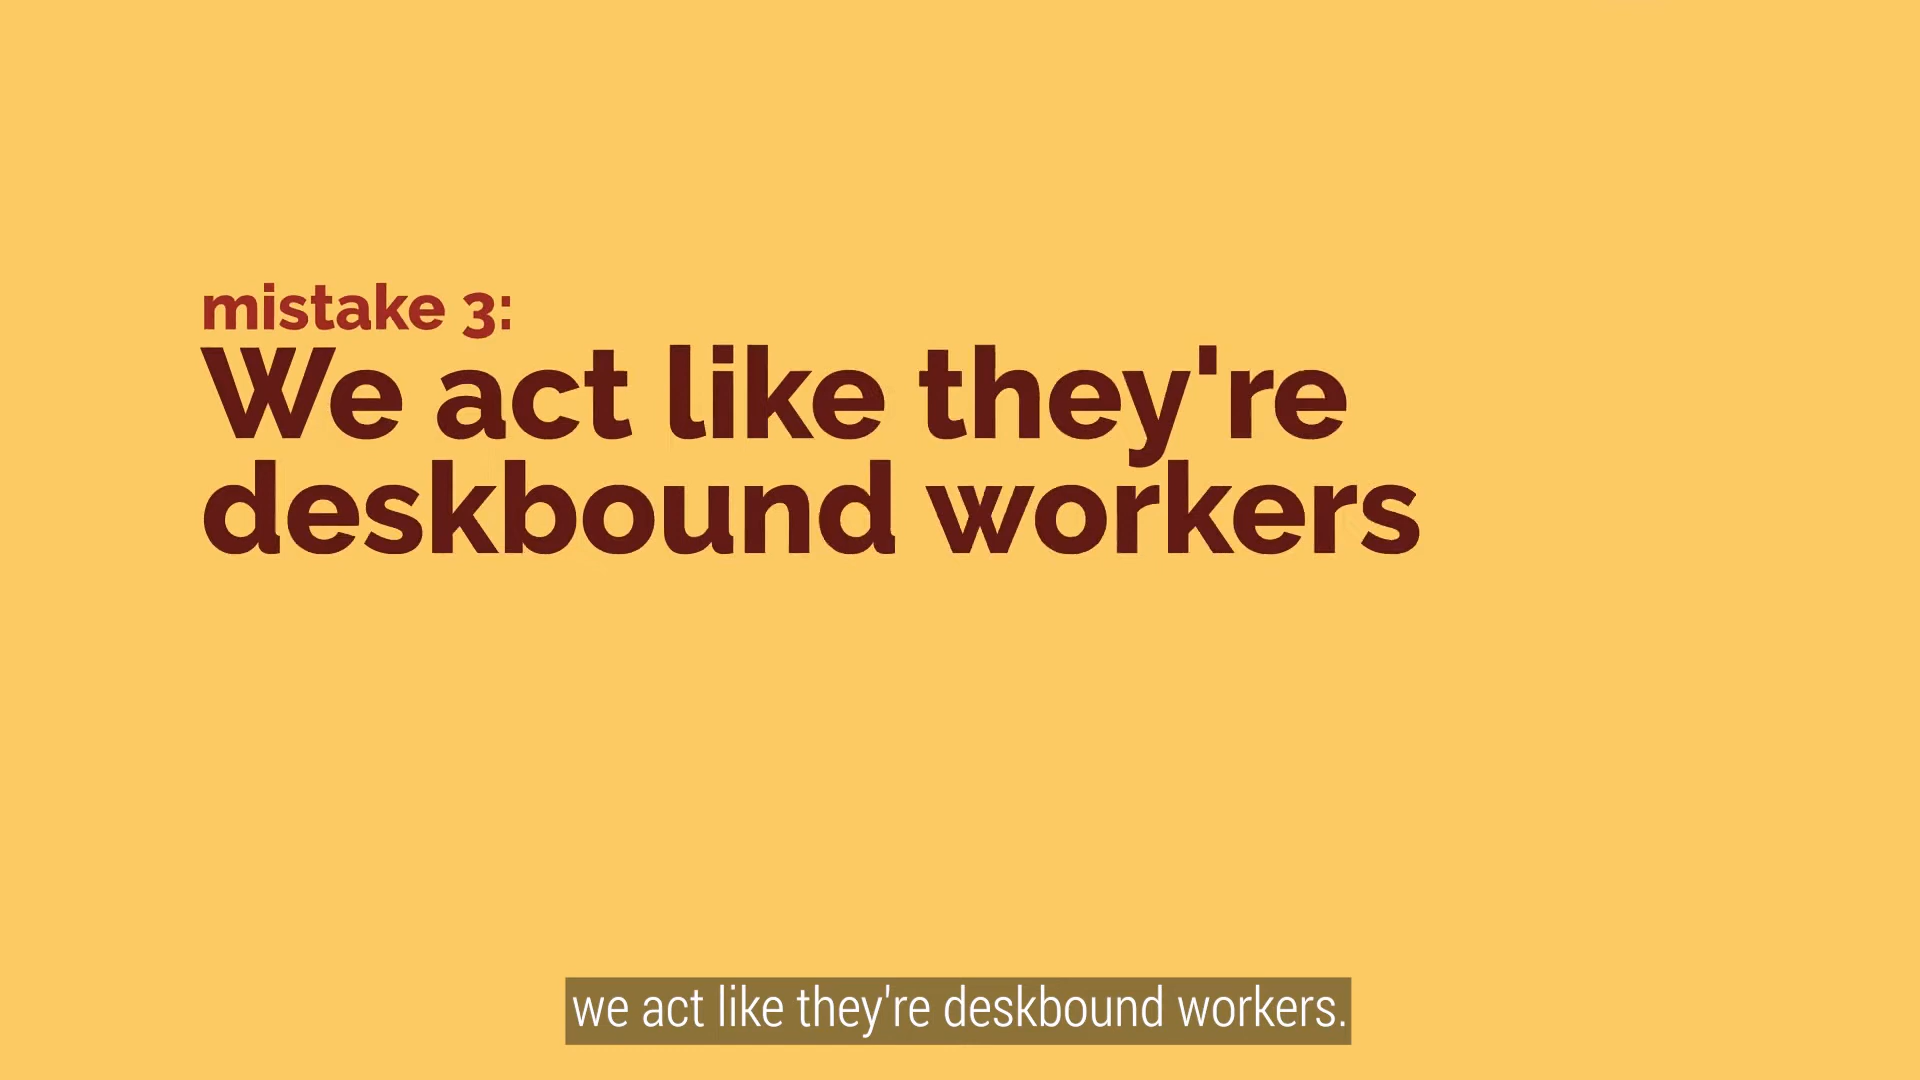 mistake 3:
We act like they're
deskbound workers
we act like they're deskbound workers.